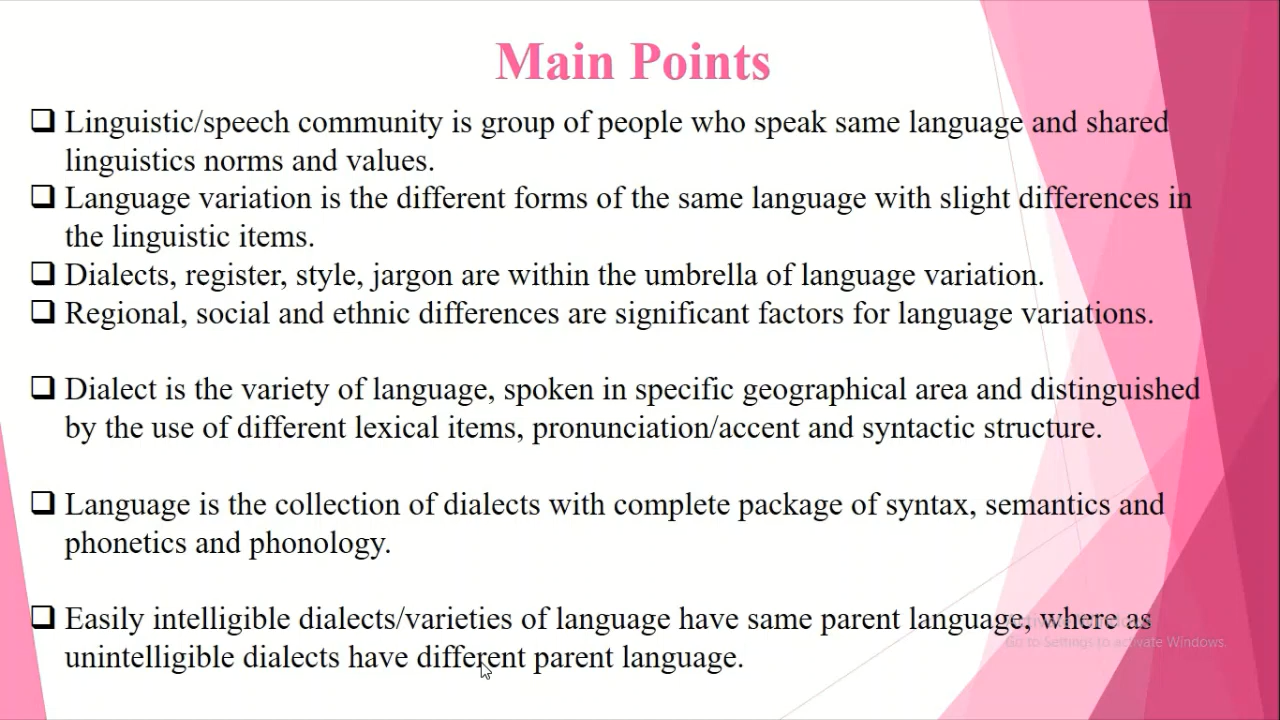 Main Points
Linguistic/speech community is group of people who speak same language and shared
linguistics norms and values.
Language variation is the different forms of the same language with slight differences in
the linguistic items.
Dialects, register, style, jargon are within the umbrella of language variation.
Regional, social and ethnic differences are significant factors for language variations.
Dialect is the variety of language, spoken in specific geographical area and distinguished
by the use of different lexical items, pronunciation/accent and syntactic structure.
Language is the collection of dialects with complete package of syntax, semantics and
phonetics and phonology.
Easily intelligible dialects/varieties of language have same parent language, where as
unintelligible dialects have different parent language.
Go to Settings to activate Windows.